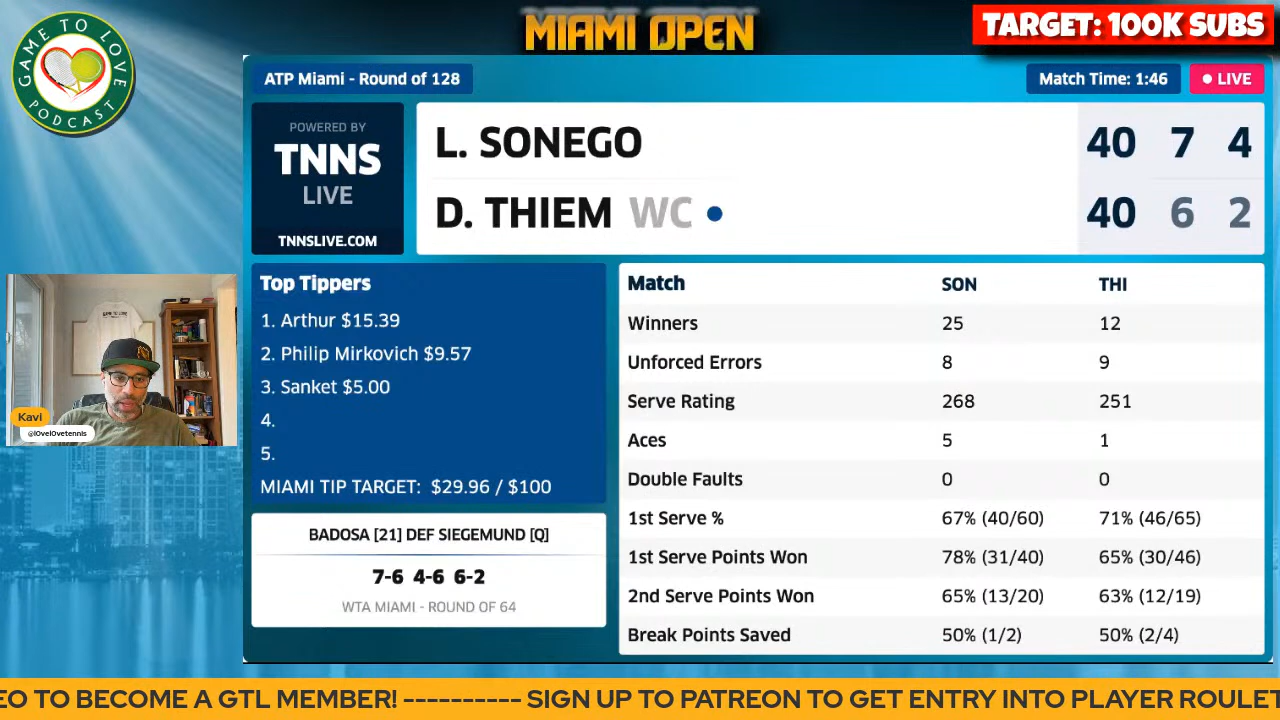 GAME TO LOVE
PODCAST
MIAMI OPEN
TARGET: 100K SUBS
ATP Miami - Round of 128
Match Time: 1:46
LIVE
POWERED BY
TNNS
LIVE
TNNSLIVE.COM
L. SONEGO 40 7 4
D. THIEM WC 40 6 2
Top Tippers
1. Arthur $15.39
2. Philip Mirkovich $9.57
3. Sanket $5.00
4.
5.
MIAMI TIP TARGET: $29.96 / $100
BADOSA [21] DEF SIEGEMUND [Q]
7-6 4-6 6-2
WTA MIAMI - ROUND OF 64
Match SON THI
Winners 25 12
Unforced Errors 8 9
Serve Rating 268 251
Aces 5 1
Double Faults 0 0
1st Serve % 67% (40/60) 71% (46/65)
1st Serve Points Won 78% (31/40) 65% (30/46)
2nd Serve Points Won 65% (13/20) 63% (12/19)
Break Points Saved 50% (1/2) 50% (2/4)
Kavi
@l0vel0vetennis
EO TO BECOME A GTL MEMBER! ---------- SIGN UP TO PATREON TO GET ENTRY INTO PLAYER ROULET